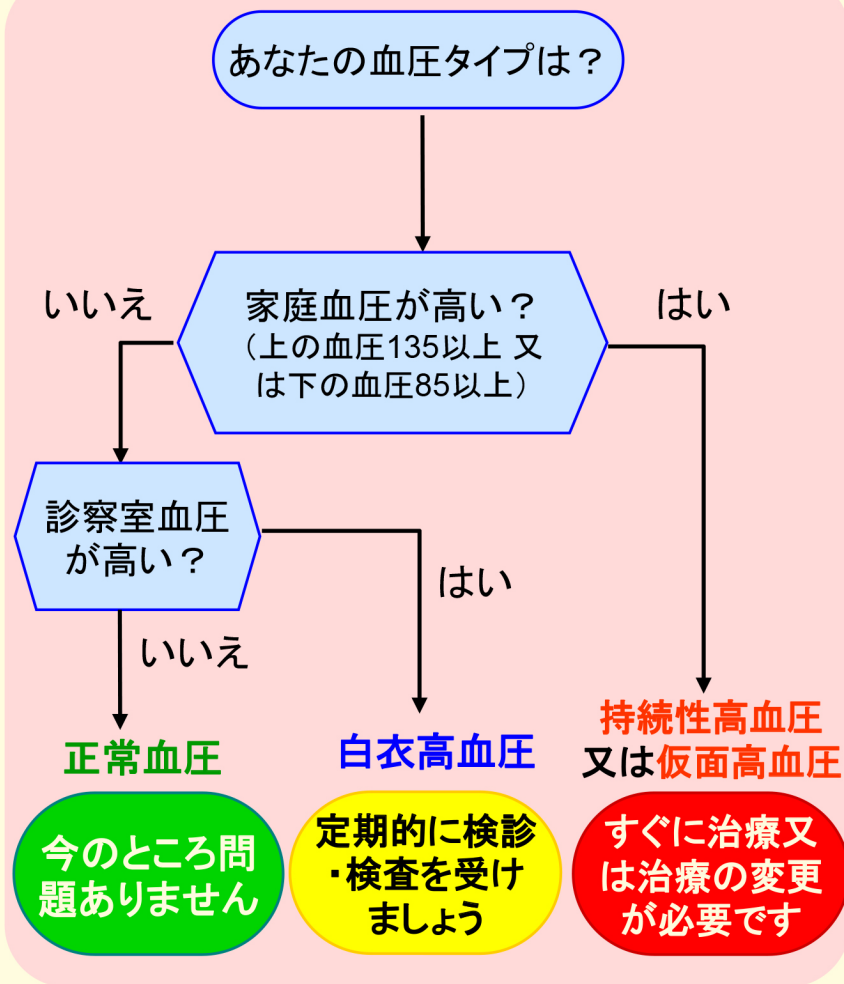 あなたの血圧タイプは？
いいえ
家庭血圧が高い？
（上の血圧135以上 又
は下の血圧85以上）
はい
診察室血圧
が高い？
はい
いいえ
正常血圧
白衣高血圧
持続性高血圧
又は仮面高血圧
今のところ問
題ありません
定期的に検診
・検査を受け
ましょう
すぐに治療又
は治療の変更
が必要です